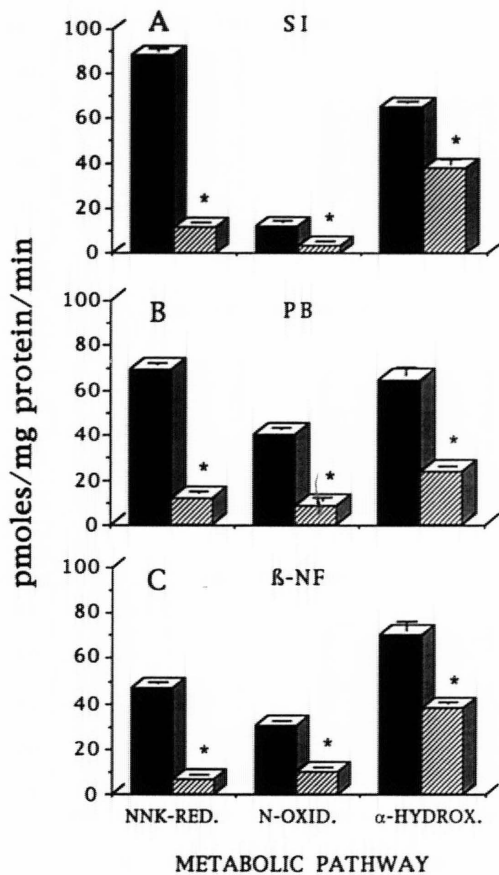 A SI
100
80
60
40
20
0
* * *
B PB
100
80
60
40
20
0
* * *
C ß-NF
100
80
60
40
20
0
* * *
pmoles/mg protein/min
NNK-RED. N-OXID. α-HYDROX.
METABOLIC PATHWAY